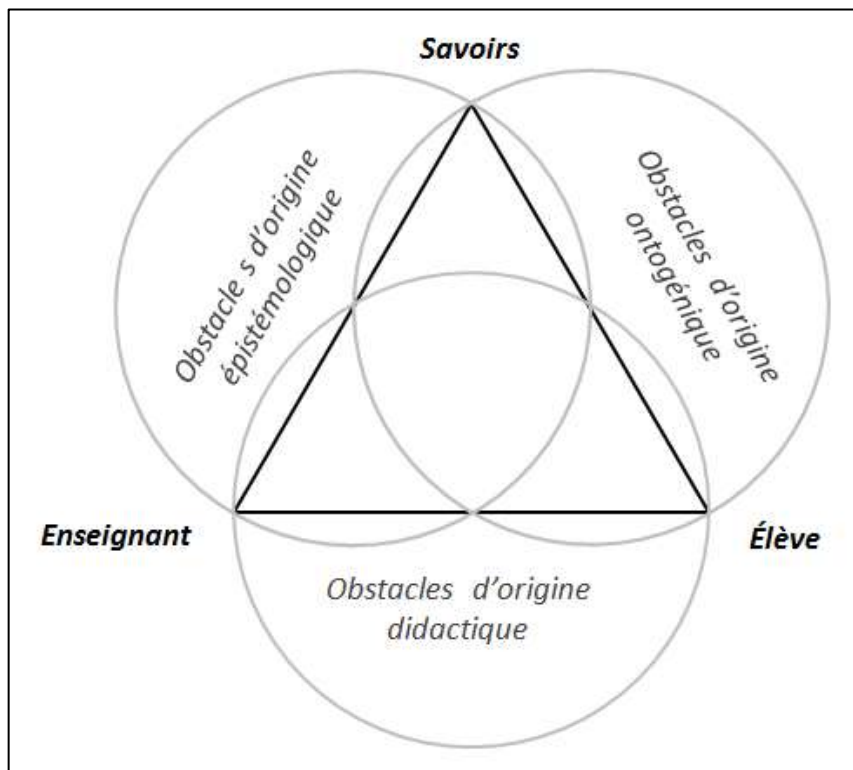 Savoirs
Obstacle s d'origine
épistémologique
Obstacles d'origine
ontogénique
Enseignant
Élève
Obstacles d'origine
didactique